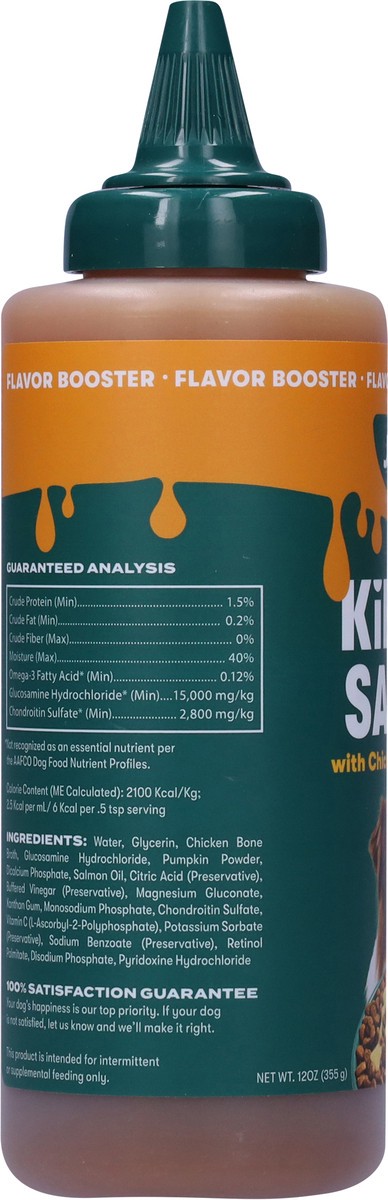 FLAVOR BOOSTER · FLAVOR BOOSTER ·
GUARANTEED ANALYSIS
Crude Protein (Min)........................................ 1.5%
Crude Fat (Min)............................................... 0.2%
Crude Fiber (Max)............................................. 0%
Moisture (Max)................................................ 40%
Omega-3 Fatty Acid* (Min)........................... 0.12%
Glucosamine Hydrochloride* (Min)....15,000 mg/kg
Chondroitin Sulfate* (Min)................ 2,800 mg/kg
*Not recognized as an essential nutrient per
the AAFCO Dog Food Nutrient Profiles.
Calorie Content (ME Calculated): 2100 Kcal/Kg;
2.5 Kcal per mL/ 6 Kcal per .5 tsp serving
INGREDIENTS: Water, Glycerin, Chicken Bone
Broth, Glucosamine Hydrochloride, Pumpkin Powder,
Dicalcium Phosphate, Salmon Oil, Citric Acid (Preservative),
Buffered Vinegar (Preservative), Magnesium Gluconate,
Xanthan Gum, Monosodium Phosphate, Chondroitin Sulfate,
Vitamin C (L-Ascorbyl-2-Polyphosphate), Potassium Sorbate
(Preservative), Sodium Benzoate (Preservative), Retinol
Palmitate, Disodium Phosphate, Pyridoxine Hydrochloride
100% SATISFACTION GUARANTEE
Your dog's happiness is our top priority. If your dog
is not satisfied, let us know and we'll make it right.
This product is intended for intermittent
or supplemental feeding only.
NET WT. 12OZ (355 g)
Ki
SA
with Chic